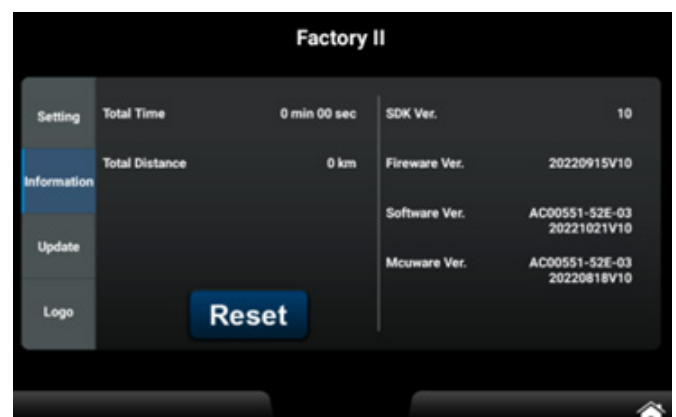 Factory II
Setting
Information
Update
Logo
Total Time 0 min 00 sec
Total Distance 0 km
Reset
SDK Ver. 10
Fireware Ver. 20220915V10
Software Ver. AC00551-52E-03
20221021V10
Mcuware Ver. AC00551-52E-03
20220818V10